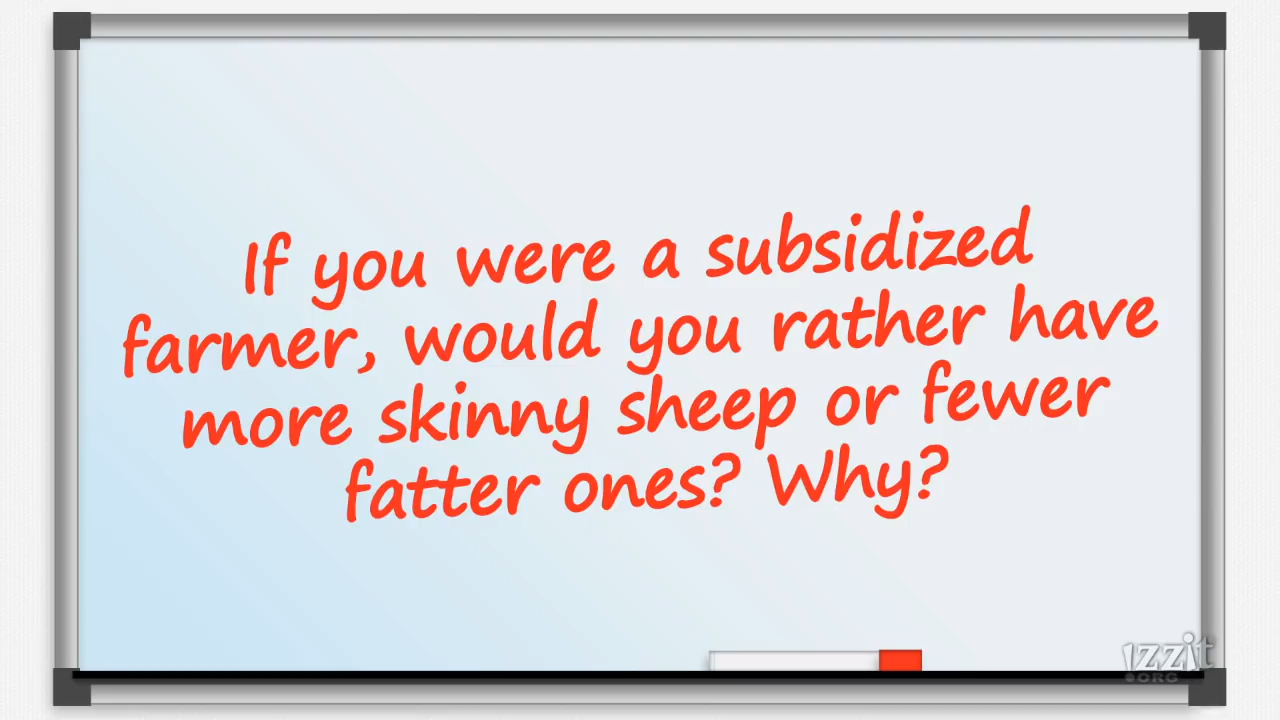 If you were a subsidized
farmer, would you rather have
more skinny sheep or fewer
fatter ones? Why?
izzit
.ORG